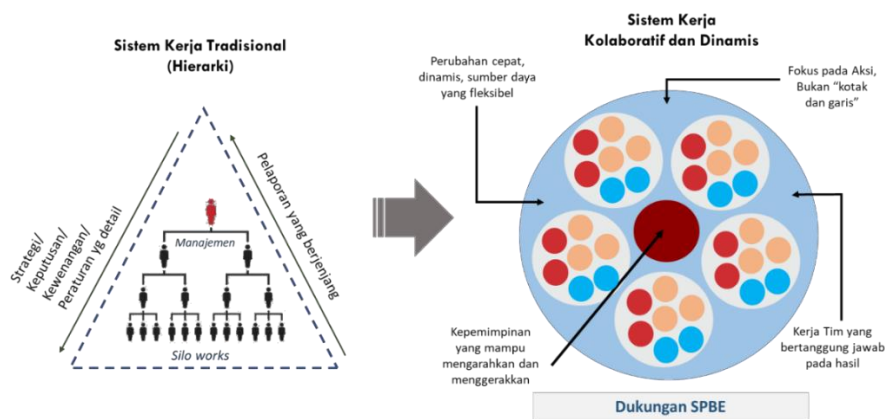 Sistem Kerja Tradisional
(Hierarki)
Strategi/
Keputusan/
Kewenangan/
Peraturan yg detail
Pelaporan yang berjenjang
Manajemen
Silo works
Sistem Kerja
Kolaboratif dan Dinamis
Perubahan cepat,
dinamis, sumber daya
yang fleksibel
Fokus pada Aksi,
Bukan “kotak
dan garis”
Kepemimpinan
yang mampu
mengarahkan dan
menggerakkan
Kerja Tim yang
bertanggung jawab
pada hasil
Dukungan SPBE